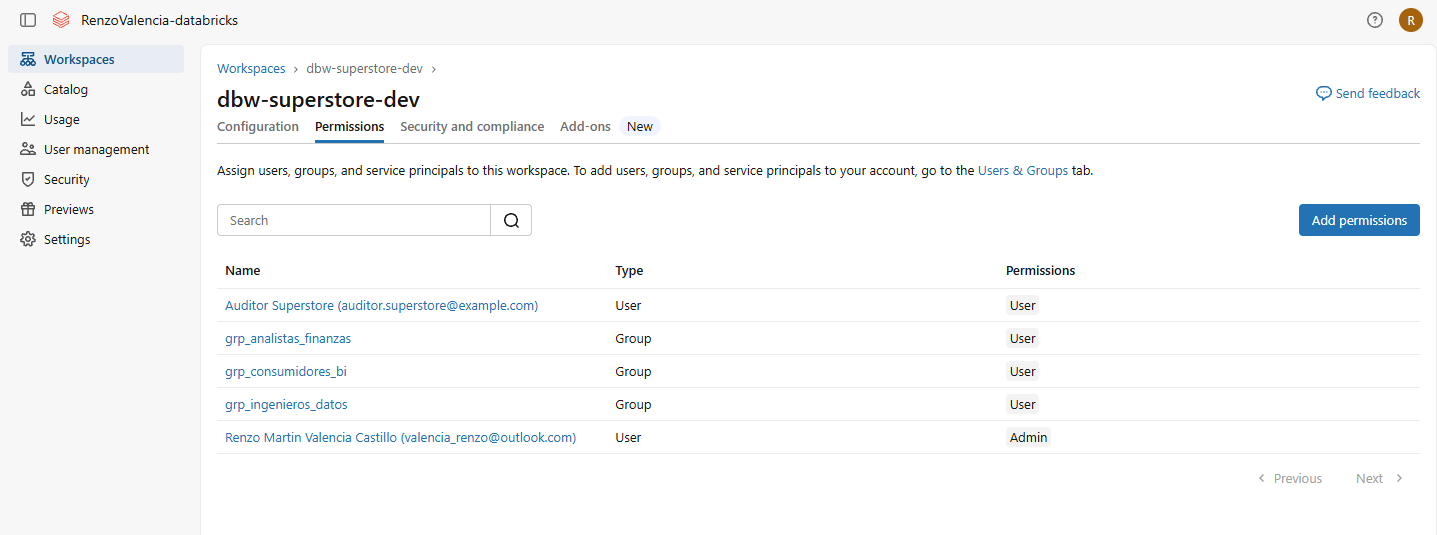 RenzoValencia-databricks
R
Workspaces
Catalog
Usage
User management
Security
Previews
Settings
Workspaces › dbw-superstore-dev ›
dbw-superstore-dev
Send feedback
Configuration Permissions Security and compliance Add-ons New
Assign users, groups, and service principals to this workspace. To add users, groups, and service principals to your account, go to the Users & Groups tab.
Search
Add permissions
Name Type Permissions
Auditor Superstore (auditor.superstore@example.com) User User
grp_analistas_finanzas Group User
grp_consumidores_bi Group User
grp_ingenieros_datos Group User
Renzo Martin Valencia Castillo (valencia_renzo@outlook.com) User Admin
Previous Next